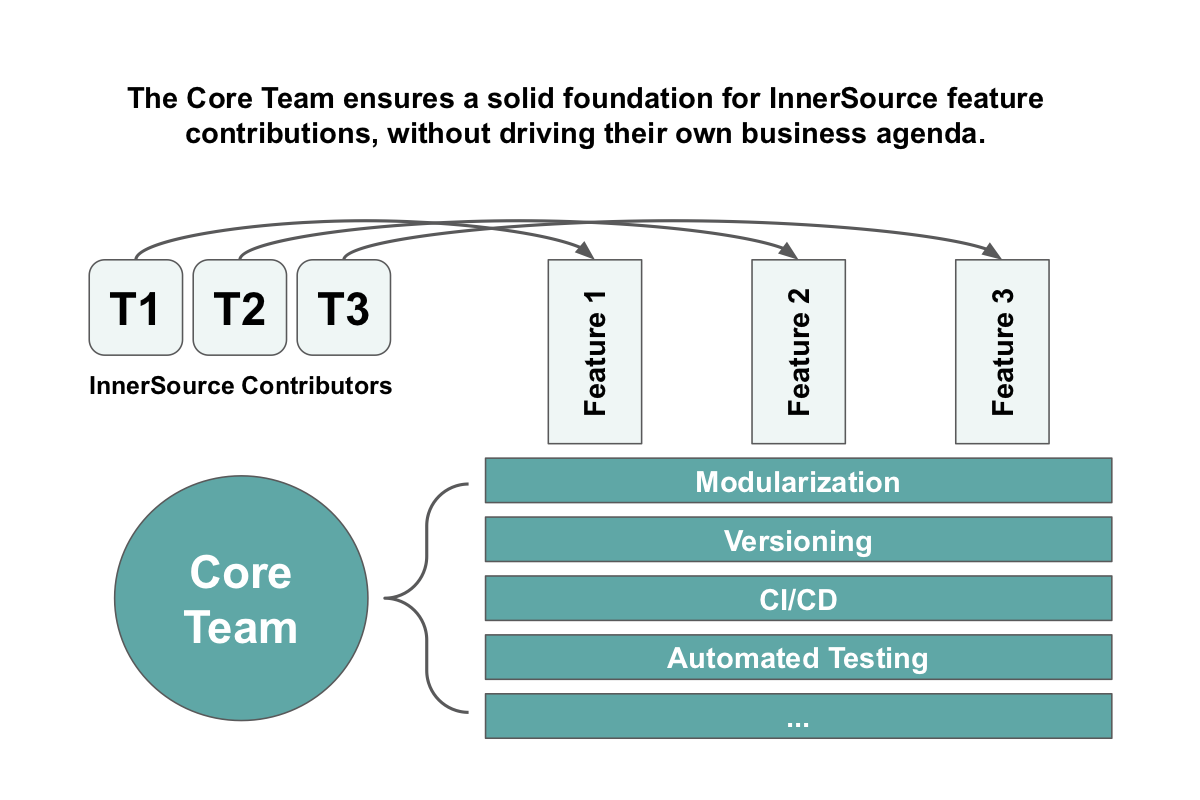 The Core Team ensures a solid foundation for InnerSource feature
contributions, without driving their own business agenda.
T1
T2
T3
InnerSource Contributors
Feature 1
Feature 2
Feature 3
Core
Team
Modularization
Versioning
CI/CD
Automated Testing
...